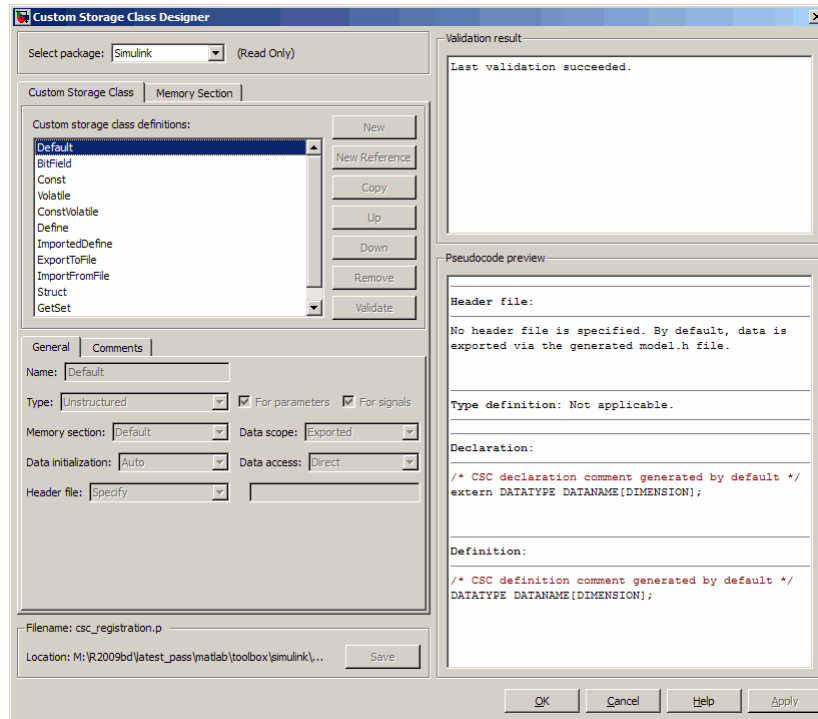 Custom Storage Class Designer
Select package: Simulink (Read Only)
Custom Storage Class Memory Section
Custom storage class definitions:
Default
BitField
Const
Volatile
ConstVolatile
Define
ImportedDefine
ExportToFile
ImportFromFile
Struct
GetSet
New
New Reference
Copy
Up
Down
Remove
Validate
General Comments
Name: Default
Type: Unstructured For parameters For signals
Memory section: Default Data scope: Exported
Data initialization: Auto Data access: Direct
Header file: Specify
Filename: csc_registration.p
Location: M:\R2009bd\latest_pass\matlab\toolbox\simulink\... Save
Validation result
Last validation succeeded.
Pseudocode preview
Header file:
No header file is specified. By default, data is
exported via the generated model.h file.
Type definition: Not applicable.
Declaration:
/* CSC declaration comment generated by default */
extern DATATYPE DATANAME[DIMENSION];
Definition:
/* CSC definition comment generated by default */
DATATYPE DATANAME[DIMENSION];
OK Cancel Help Apply